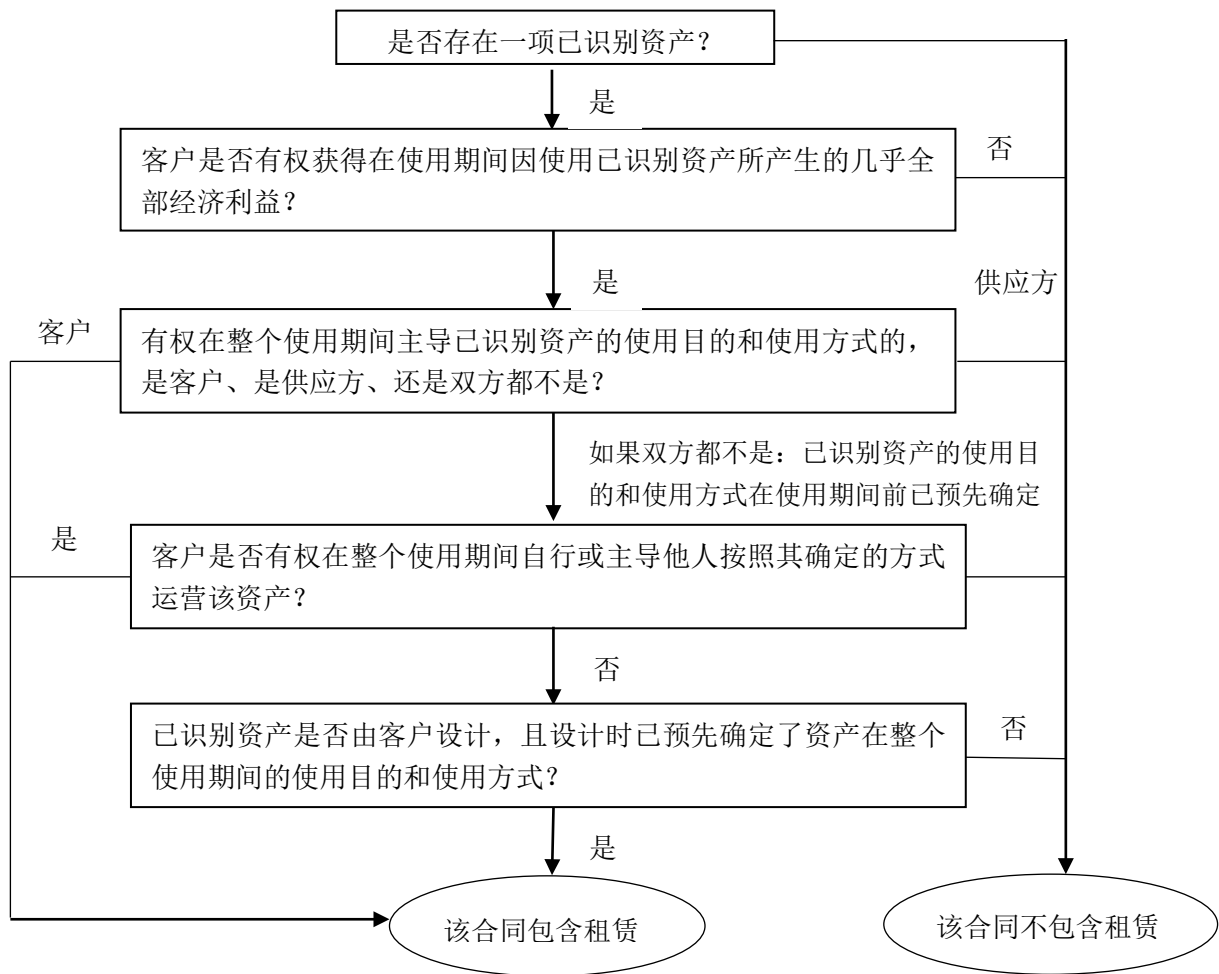 是否存在一项已识别资产？
是
客户是否有权获得在使用期间因使用已识别资产所产生的几乎全
部经济利益？
否
是
供应方
客户
有权在整个使用期间主导已识别资产的使用目的和使用方式的，
是客户、是供应方、还是双方都不是？
如果双方都不是：已识别资产的使用目
的和使用方式在使用期间前已预先确定
是
客户是否有权在整个使用期间自行或主导他人按照其确定的方式
运营该资产？
否
已识别资产是否由客户设计，且设计时已预先确定了资产在整个
使用期间的使用目的和使用方式？
否
是
该合同包含租赁
该合同不包含租赁